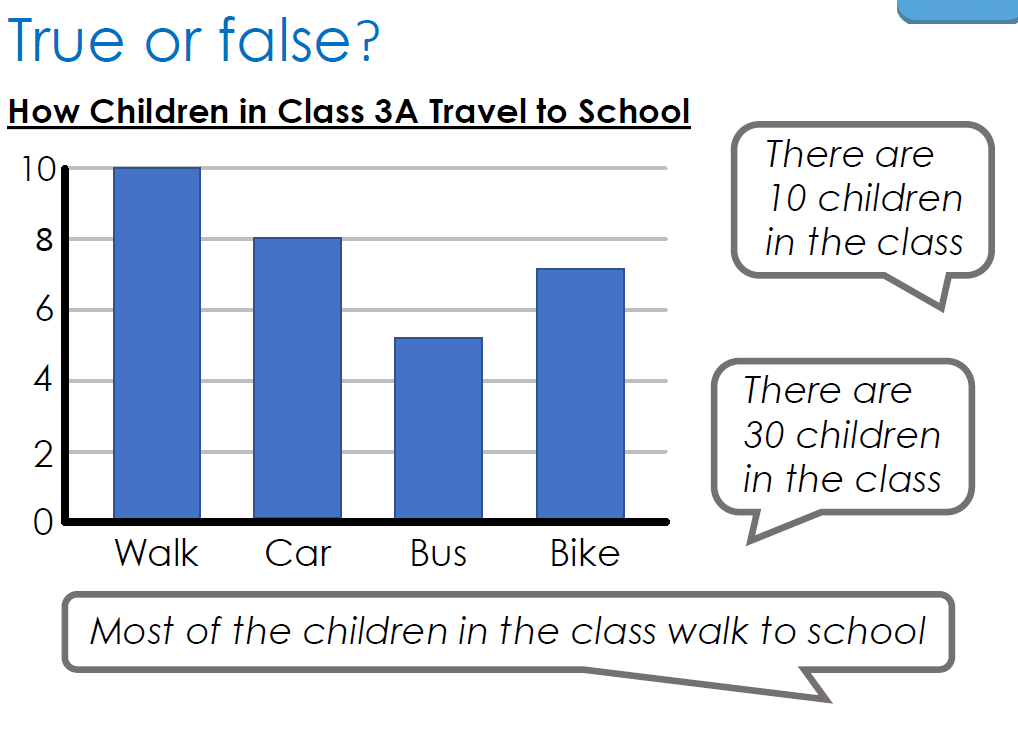 True or false?
How Children in Class 3A Travel to School
10
8
6
4
2
0
Walk Car Bus Bike
There are
10 children
in the class
There are
30 children
in the class
Most of the children in the class walk to school